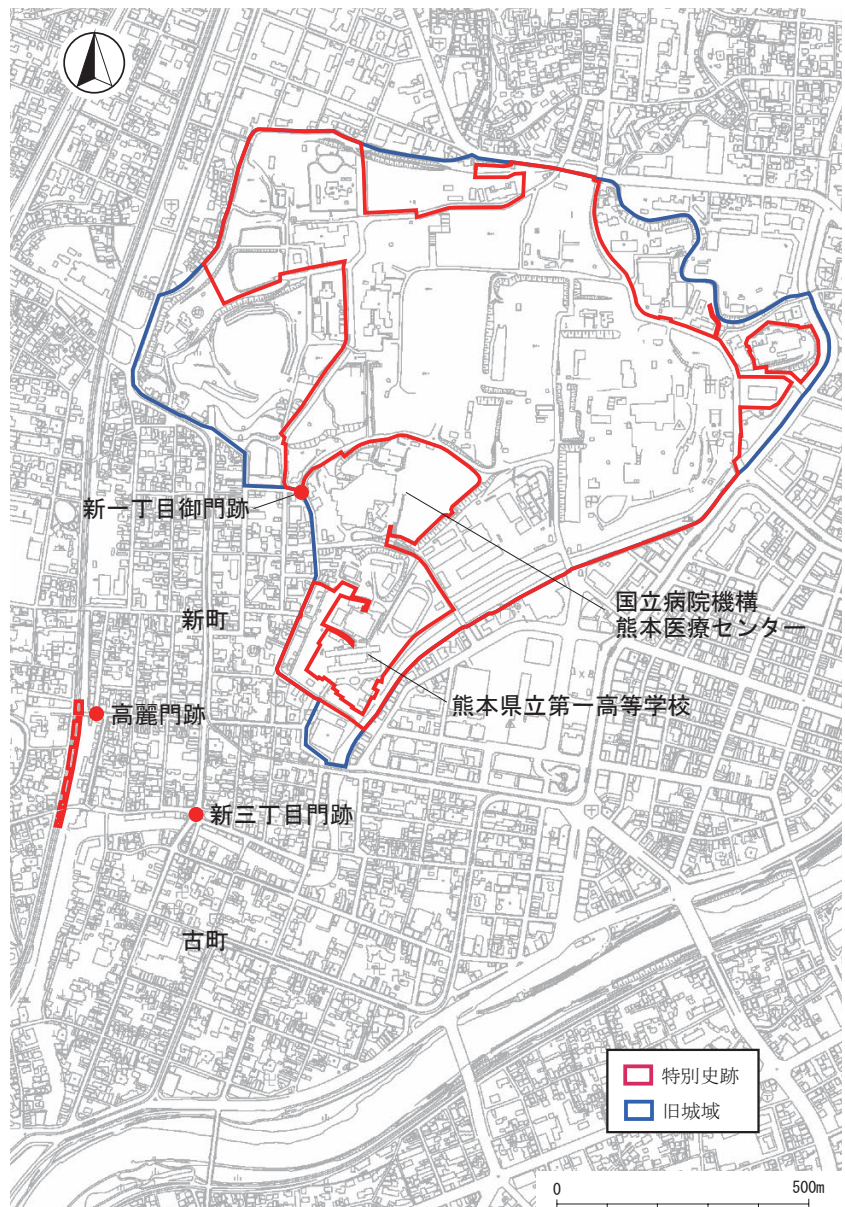 新一丁目御門跡
国立病院機構
熊本医療センター
新町
熊本県立第一高等学校
高麗門跡
新三丁目門跡
古町
特別史跡
旧城域
0 500m